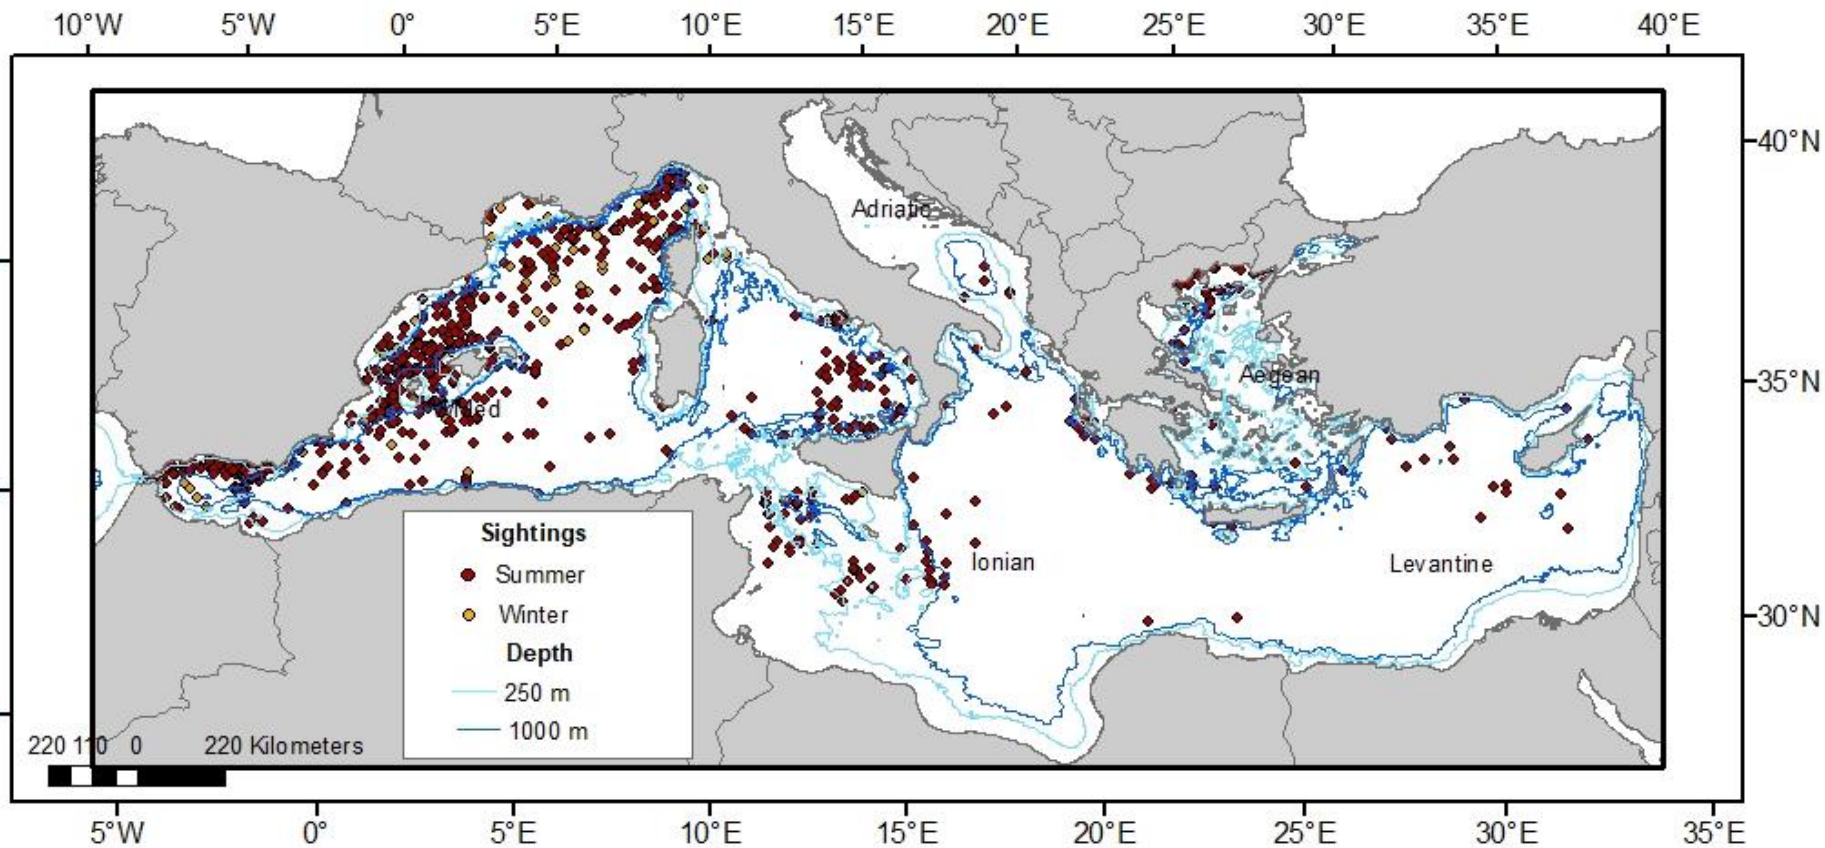 10°W 5°W 0° 5°E 10°E 15°E 20°E 25°E 30°E 35°E 40°E
40°N
Adriatic
35°N
Aegean
Ionian
Levantine
Sightings
Summer
Winter
30°N
Depth
250 m
1000 m
220 110 0 220 Kilometers
5°W 0° 5°E 10°E 15°E 20°E 25°E 30°E 35°E